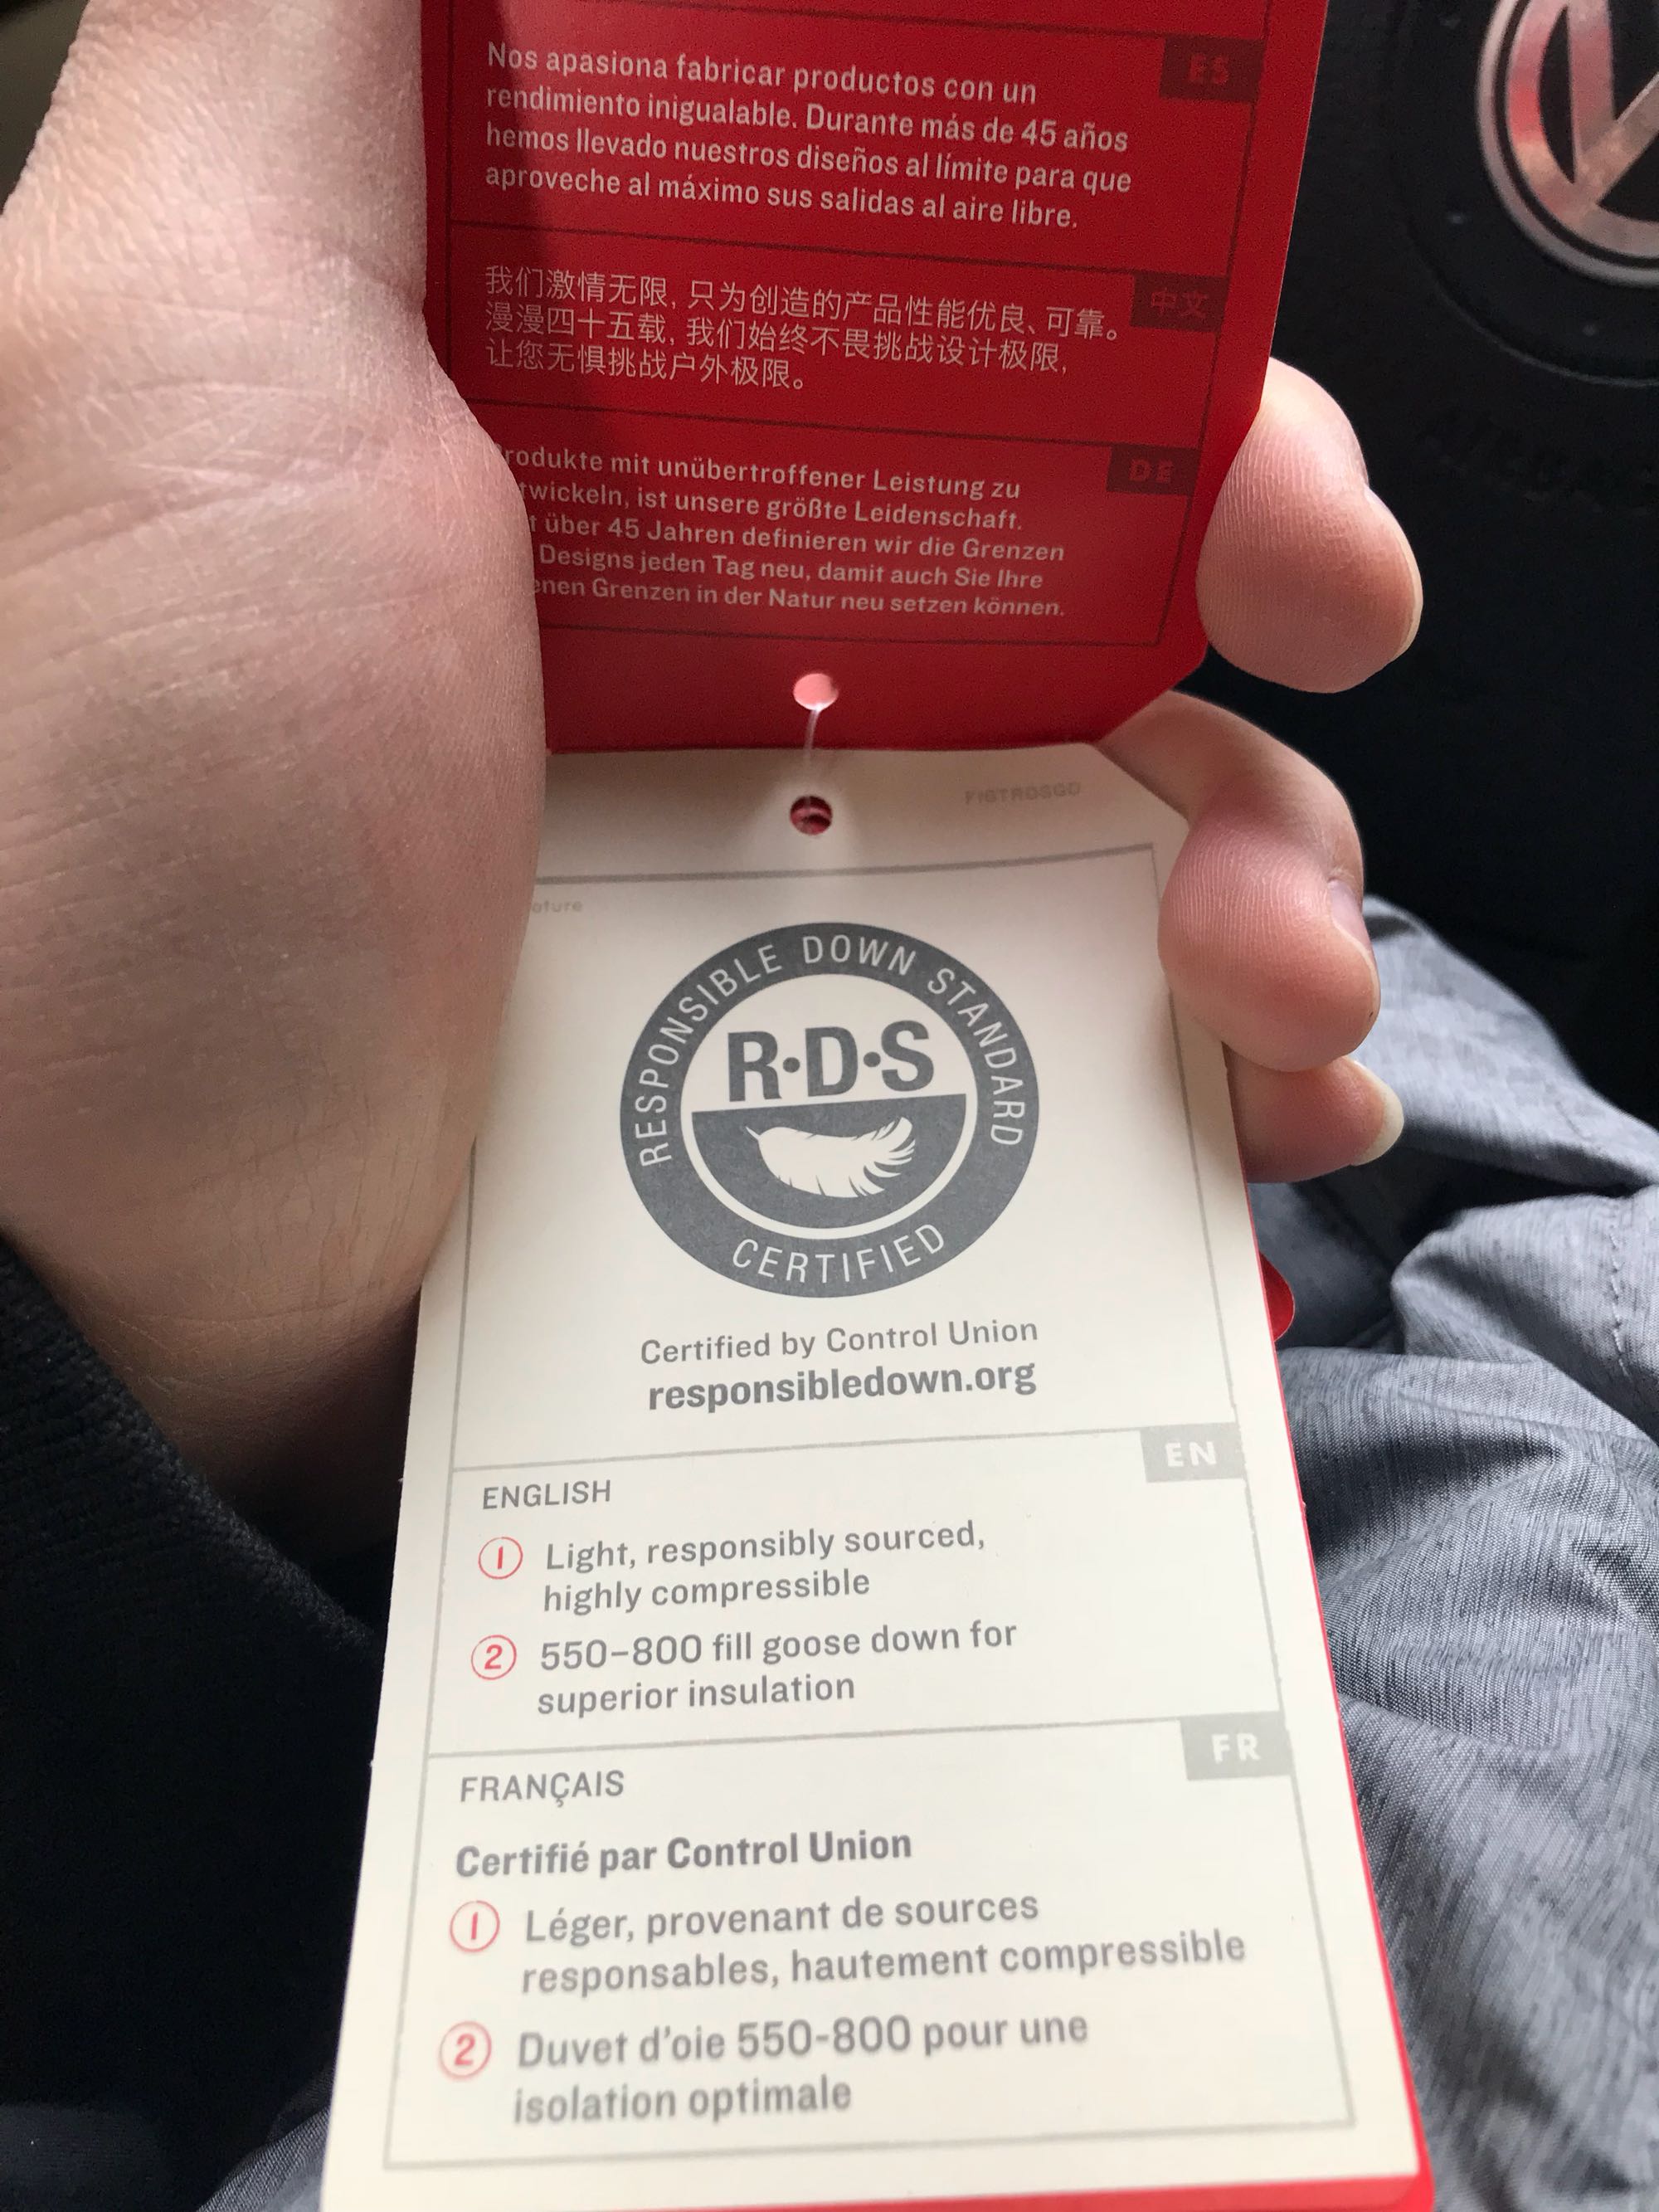 ES
Nos apasiona fabricar productos con un
rendimiento inigualable. Durante más de 45 años
hemos llevado nuestros diseños al límite para que
aproveche al máximo sus salidas al aire libre.
中文
我们激情无限, 只为创造的产品性能优良、可靠。
漫漫四十五载, 我们始终不畏挑战设计极限,
让您无惧挑战户外极限。
DE
rodukte mit unübertroffener Leistung zu
twickeln, ist unsere größte Leidenschaft.
t über 45 Jahren definieren wir die Grenzen
Designs jeden Tag neu, damit auch Sie Ihre
enen Grenzen in der Natur neu setzen können.
ature
RESPONSIBLE DOWN STANDARD
R·D·S
CERTIFIED
Certified by Control Union
responsibledown.org
EN
ENGLISH
1 Light, responsibly sourced,
highly compressible
2 550–800 fill goose down for
superior insulation
FR
FRANÇAIS
Certifié par Control Union
1 Léger, provenant de sources
responsables, hautement compressible
2 Duvet d'oie 550-800 pour une
isolation optimale